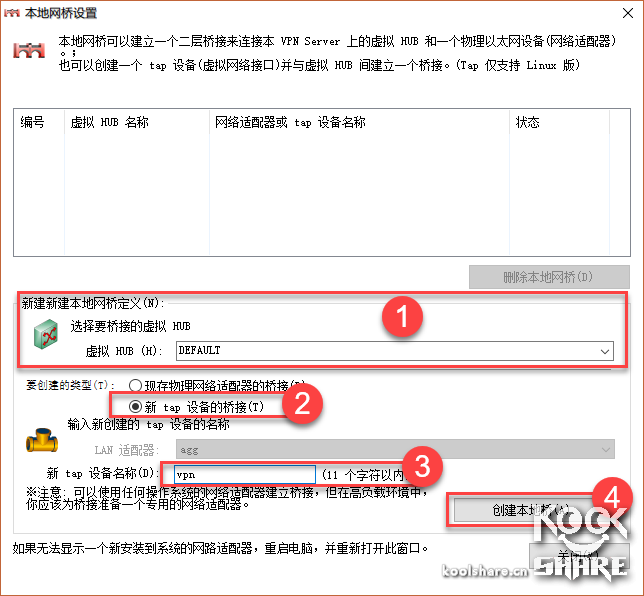 本地网桥设置
本地网桥可以建立一个二层桥接来连接本 VPN Server 上的虚拟 HUB 和一个物理以太网设备(网络适配器)
。;
也可以创建一个 tap 设备(虚拟网络接口)并与虚拟 HUB 间建立一个桥接。(Tap 仅支持 Linux 版)
编号 虚拟 HUB 名称 网络适配器或 tap 设备名称 状态
删除本地网桥(D)
新建新建本地网桥定义(N):
1
选择要桥接的虚拟 HUB
虚拟 HUB (H): DEFAULT
要创建的类型(T): 现存物理网络适配器的桥接
新 tap 设备的桥接(T) 2
输入新创建的 tap 设备的名称
LAN 适配器: agg
新 tap 设备名称(D): vpn (11 个字符以内 3
※注意: 可以使用任何操作系统的网络适配器建立桥接，但在高负载环境中，
你应该为桥接准备一个专用的网络适配器。
4
创建本地桥(A)
如果无法显示一个新安装到系统的网路适配器，重启电脑，并重新打开此窗口。
关闭
koolshare.cn
SHARE